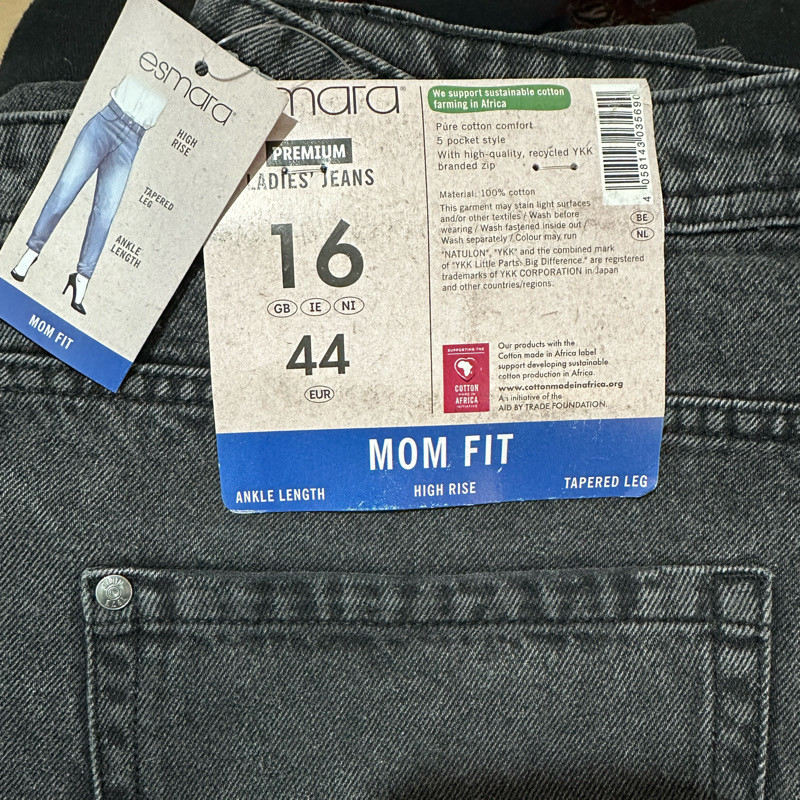 esmara®
HIGH
RISE
TAPERED
LEG
ANKLE
LENGTH
MOM FIT
mara®
PREMIUM
LADIES' JEANS
16
GB IE NI
44
EUR
We support sustainable cotton
farming in Africa
Pure cotton comfort
5 pocket style
With high-quality, recycled YKK
branded zip
Material: 100% cotton
This garment may stain light surfaces
and/or other textiles / Wash before
wearing / Wash fastened inside out /
Wash separately / Colour may run
"NATULON", "YKK" and the combined mark
of "YKK Little Parts. Big Difference." are registered
trademarks of YKK CORPORATION in Japan
and other countries/regions.
4 058143 035690
BE
NL
SUPPORTING THE
COTTON
MADE IN
AFRICA
INITIATIVE
Our products with the
Cotton made in Africa label
support developing sustainable
cotton production in Africa.
www.cottonmadeinafrica.org
An initiative of the
AID BY TRADE FOUNDATION.
MOM FIT
ANKLE LENGTH
HIGH RISE
TAPERED LEG